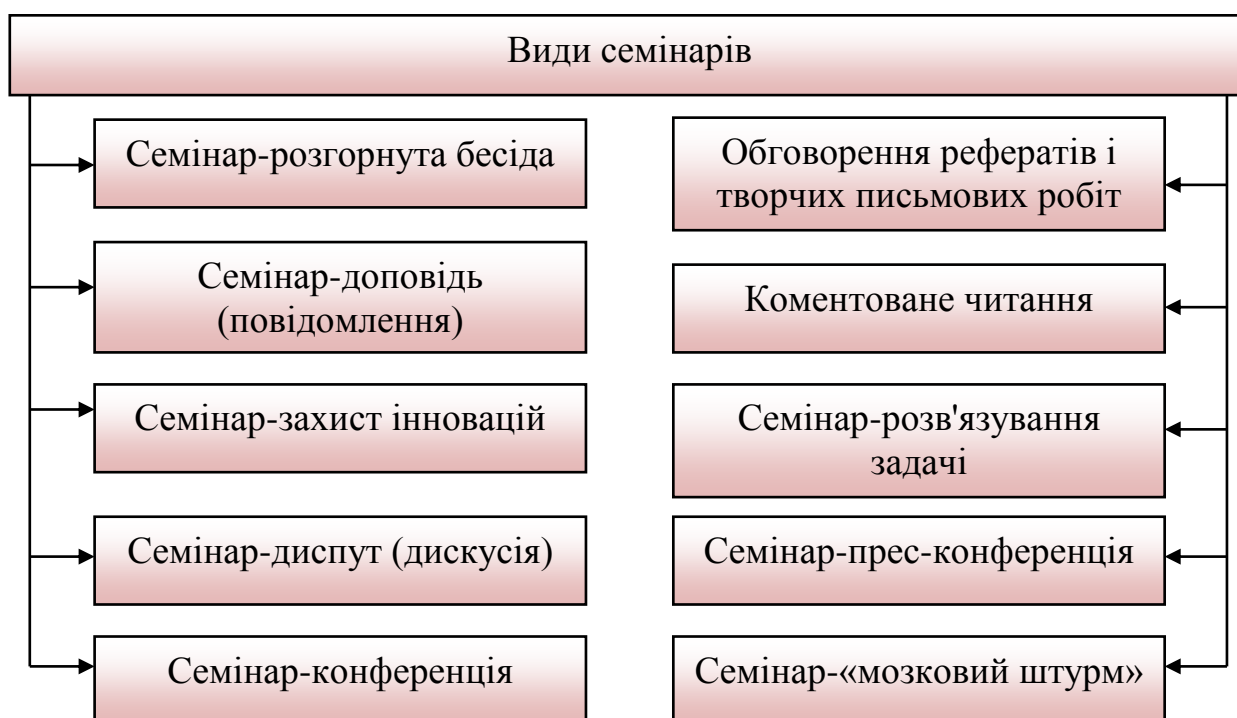 Види семінарів
Семінар-розгорнута бесіда
Семінар-доповідь
(повідомлення)
Семінар-захист інновацій
Семінар-диспут (дискусія)
Семінар-конференція
Обговорення рефератів і
творчих письмових робіт
Коментоване читання
Семінар-розв'язування
задачі
Семінар-прес-конференція
Семінар-«мозковий штурм»